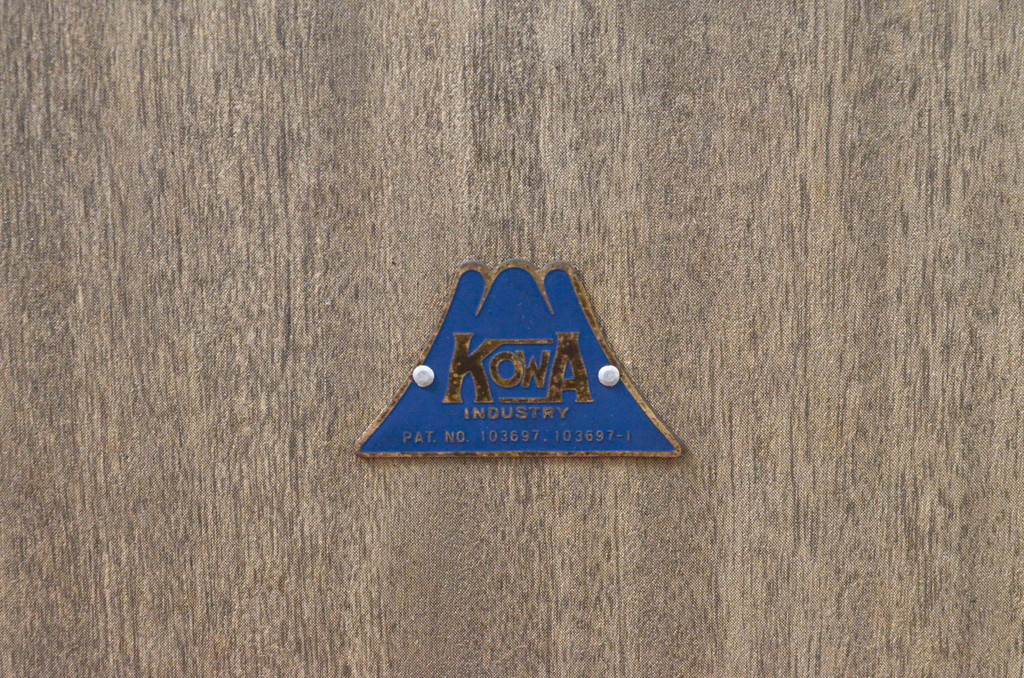 KOWA
INDUSTRY
PAT. NO. 103697, 103697-1